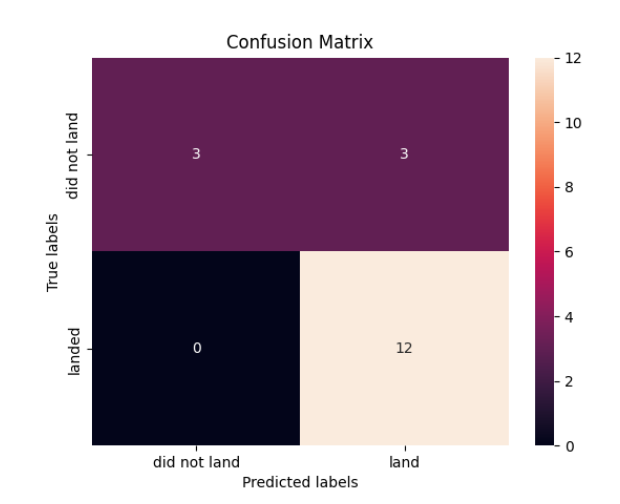 Confusion Matrix
True labels
did not land
landed
3
3
0
12
did not land
land
Predicted labels
12
10
8
6
4
2
0